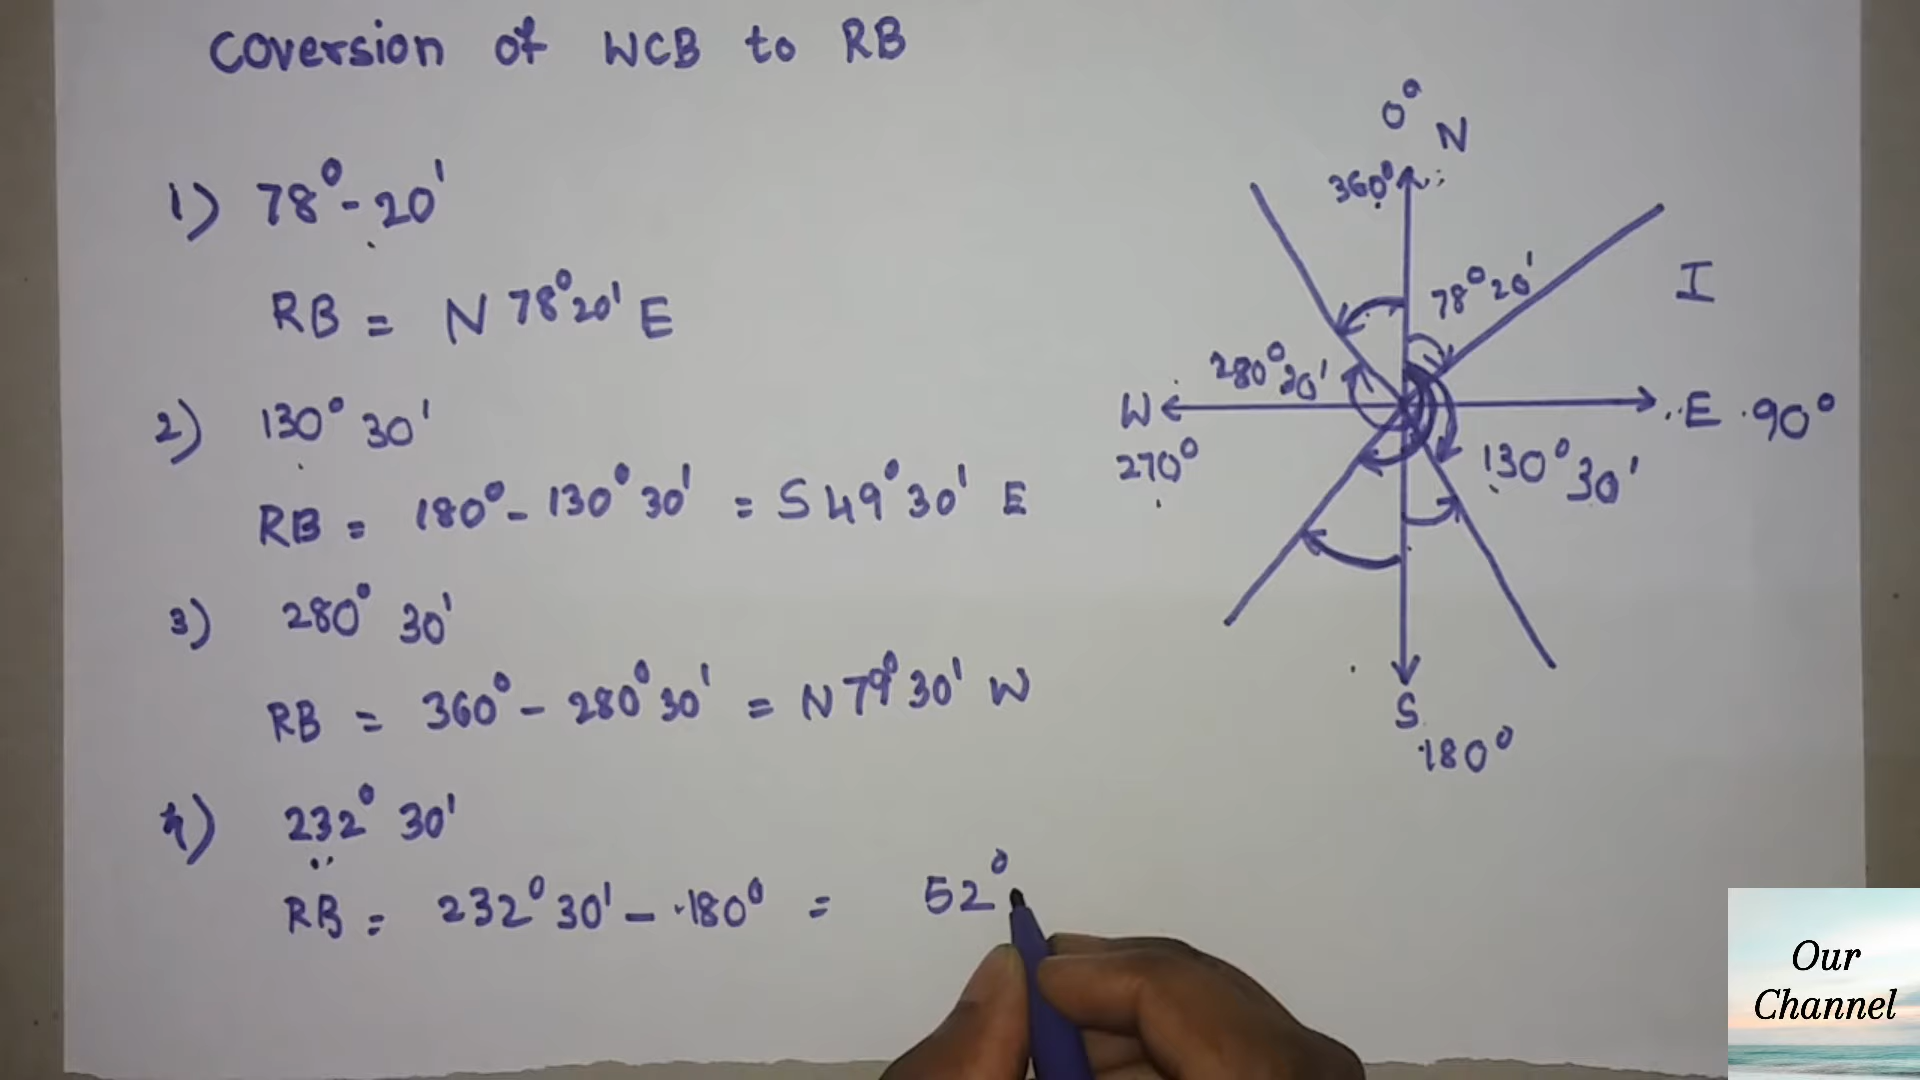 COVERSION of WCB to RB
1) 78° - 20'
RB = N 78°20' E
2) 130° 30'
RB = 180° - 130° 30' = S 49° 30' E
3) 280° 30'
RB = 360° - 280° 30' = N 79° 30' W
4) 232° 30'
RB = 232° 30' - 180° = 52°
0°
N
360°
78° 20'
I
280° 20'
W
E 90°
270°
130° 30'
S
180°
Our
Channel